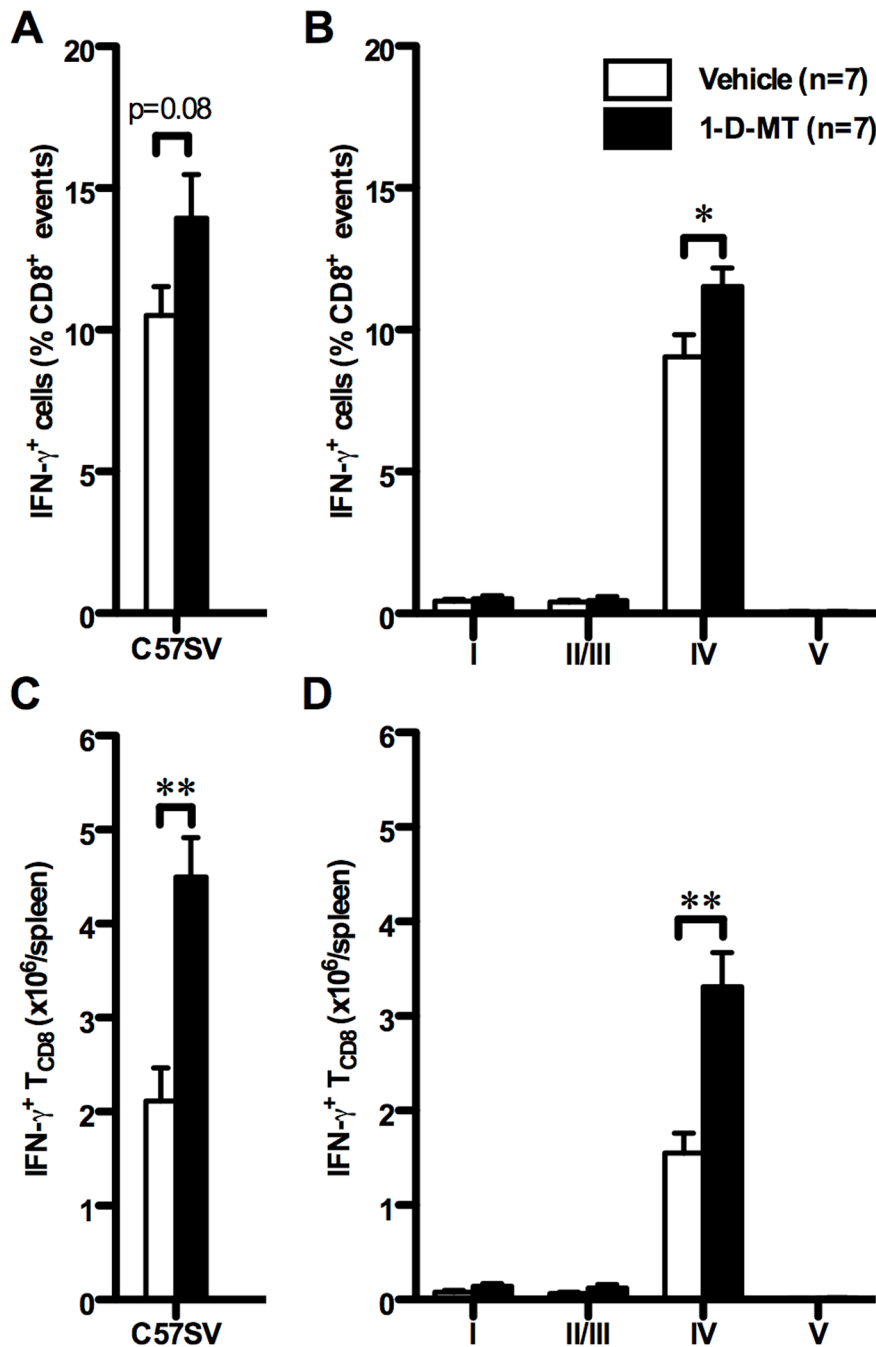 A
IFN-γ+ cells (% CD8+ events)
20
15
10
5
0
p=0.08
C57SV
B
IFN-γ+ cells (% CD8+ events)
20
15
10
5
0
Vehicle (n=7)
1-D-MT (n=7)
*
I II/III IV V
C
IFN-γ+ TCD8 (x10⁶/spleen)
6
5
4
3
2
1
0
**
C57SV
D
IFN-γ+ TCD8 (x10⁶/spleen)
6
5
4
3
2
1
0
**
I II/III IV V